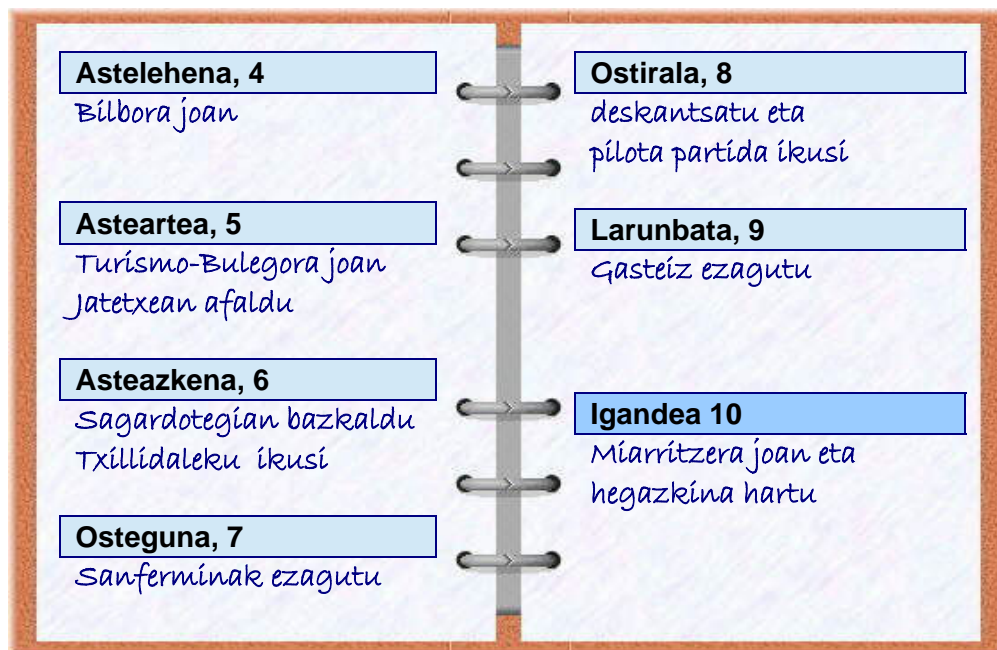 Astelehena, 4
Bilbora joan
Asteartea, 5
Turismo-Bulegora joan
Jatetxean afaldu
Asteazkena, 6
Sagardotegian bazkaldu
Txillidaleku ikusi
Osteguna, 7
Sanferminak ezagutu
Ostirala, 8
deskantsatu eta
pilota partida ikusi
Larunbata, 9
Gasteiz ezagutu
Igandea 10
Miarritzera joan eta
hegazkina hartu